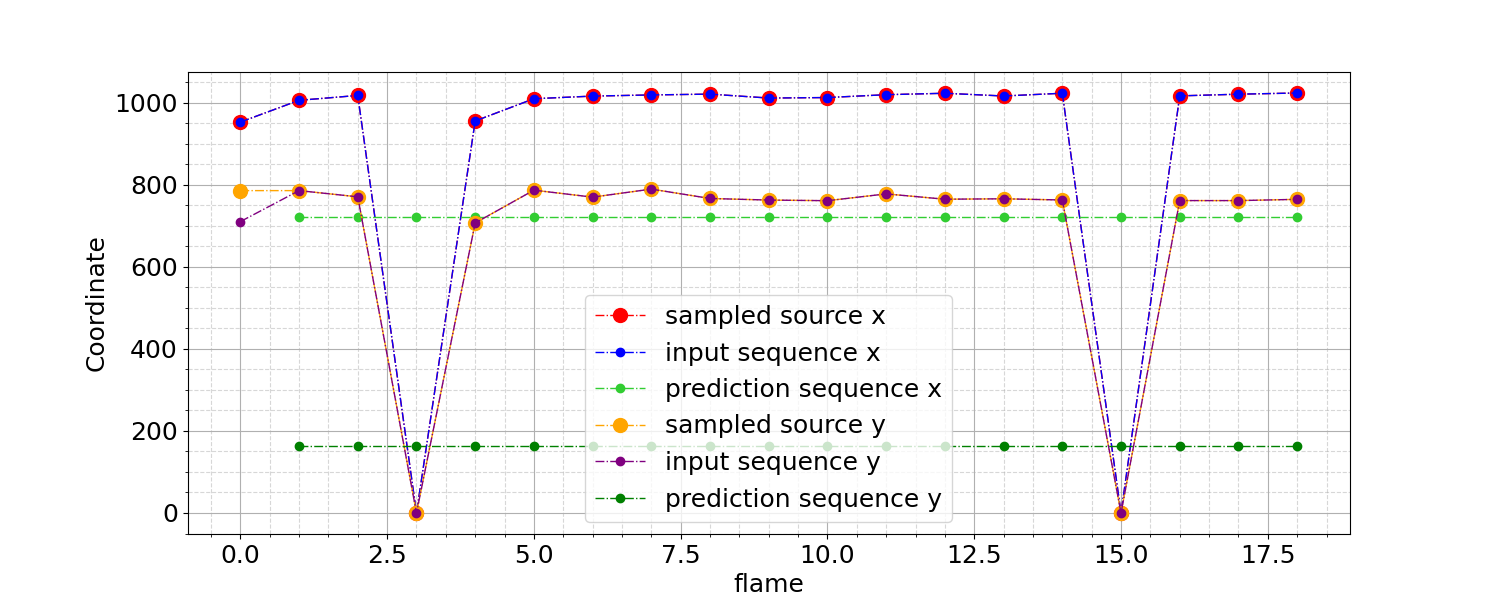 1000
800
600
400
200
0
Coordinate
sampled source x
input sequence x
prediction sequence x
sampled source y
input sequence y
prediction sequence y
0.0 2.5 5.0 7.5 10.0 12.5 15.0 17.5
flame